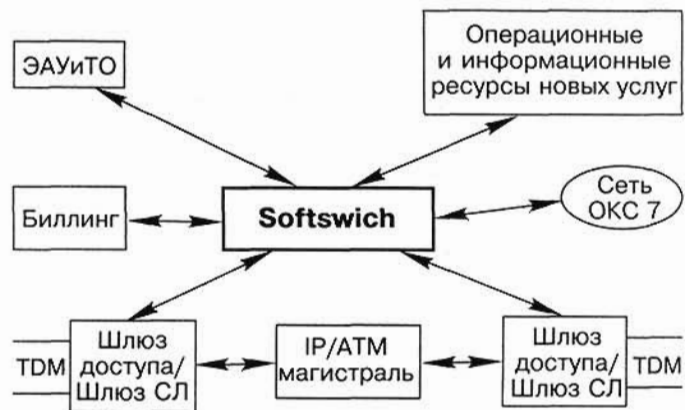 ЭАУиТО
Операционные
и информационные
ресурсы новых услуг
Биллинг
Softswich
Сеть
ОКС 7
TDM
Шлюз
доступа/
Шлюз СЛ
IP/ATM
магистраль
Шлюз
доступа/
Шлюз СЛ
TDM